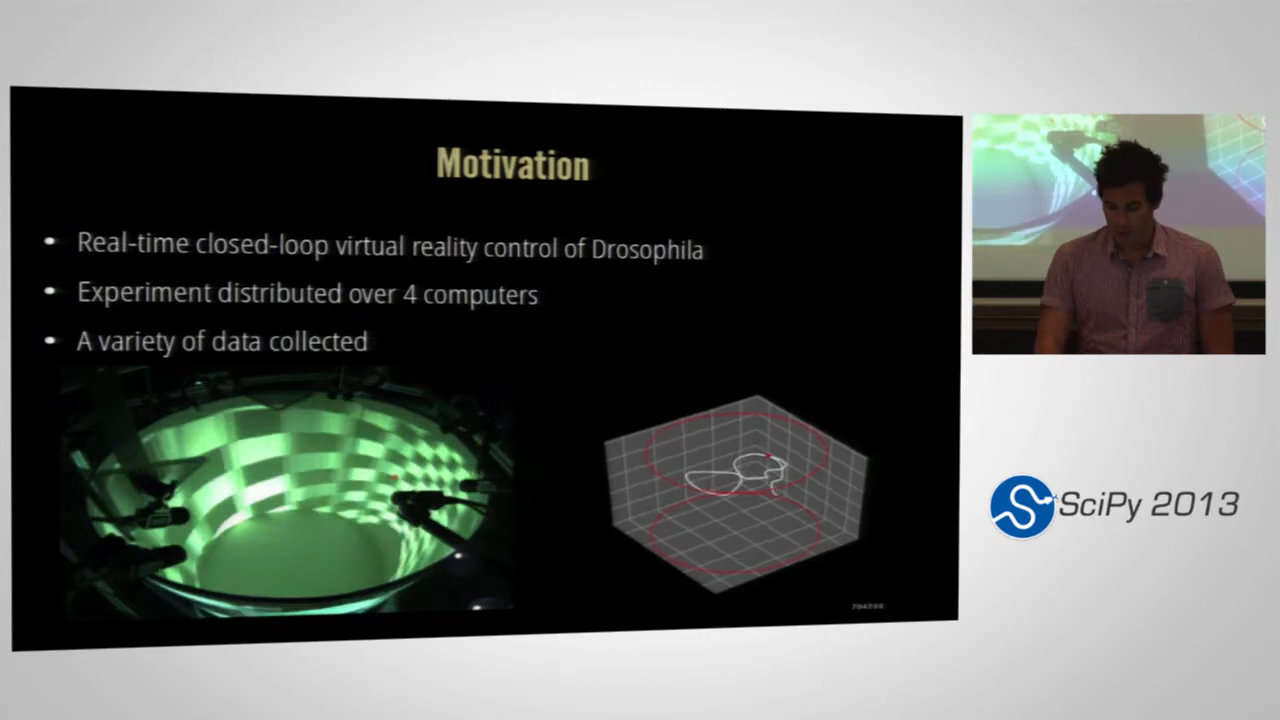 Motivation
Real-time closed-loop virtual reality control of Drosophila
Experiment distributed over 4 computers
A variety of data collected
SciPy 2013